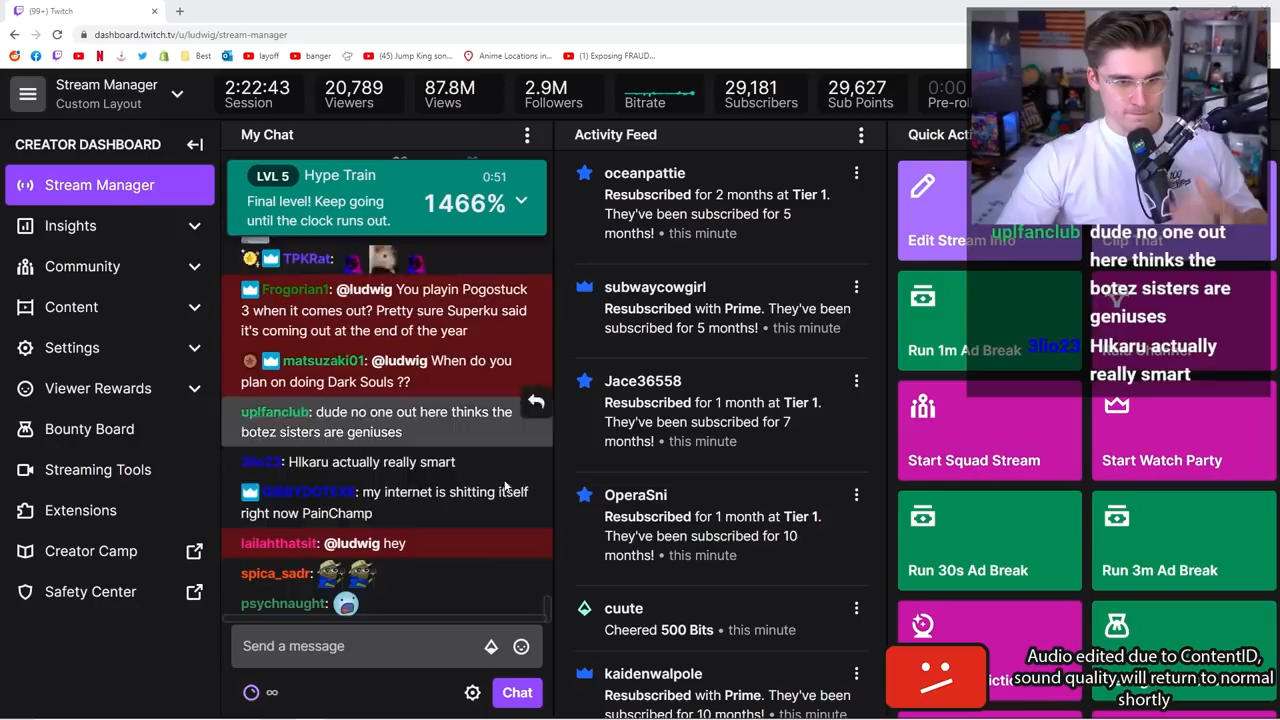 (99+) Twitch
dashboard.twitch.tv/u/ludwig/stream-manager
Best
layoff
banger
(45) Jump King son...
Anime Locations in...
(1) Exposing FRAUD...
Stream Manager
Custom Layout
2:22:43
Session
20,789
Viewers
87.8M
Views
2.9M
Followers
Bitrate
29,181
Subscribers
29,627
Sub Points
0:00
Pre-roll
CREATOR DASHBOARD
Stream Manager
Insights
Community
Content
Settings
Viewer Rewards
Bounty Board
Streaming Tools
Extensions
Creator Camp
Safety Center
My Chat
LVL 5 Hype Train 0:51
Final level! Keep going
until the clock runs out.
1466%
TPKRat:
Frogorian1: @ludwig You playin Pogostuck
3 when it comes out? Pretty sure Superku said
it's coming out at the end of the year
matsuzaki01: @ludwig When do you
plan on doing Dark Souls ??
uplfanclub: dude no one out here thinks the
botez sisters are geniuses
3lio23: HIkaru actually really smart
: my internet is shitting itself
right now PainChamp
lailahthatsit: @ludwig hey
spica_sadr:
psychnaught:
Send a message
Chat
Activity Feed
oceanpattie
Resubscribed for 2 months at Tier 1.
They've been subscribed for 5
months! • this minute
subwaycowgirl
Resubscribed with Prime. They've been
subscribed for 5 months! • this minute
Jace36558
Resubscribed for 1 month at Tier 1.
They've been subscribed for 7
months! • this minute
OperaSni
Resubscribed for 1 month at Tier 1.
They've been subscribed for 10
months! • this minute
cuute
Cheered 500 Bits • this minute
kaidenwalpole
Resubscribed with Prime. They've been
subscribed for 10 months! • this minute
Quick Acti
Edit Stream Info
Clip That
Run 1m Ad Break
Raid Channel
Start Squad Stream
Start Watch Party
Run 30s Ad Break
Run 3m Ad Break
uplfanclub dude no one out
here thinks the
botez sisters are
geniuses
3lio23 HIkaru actually
really smart
Audio edited due to ContentID,
sound quality will return to normal
shortly